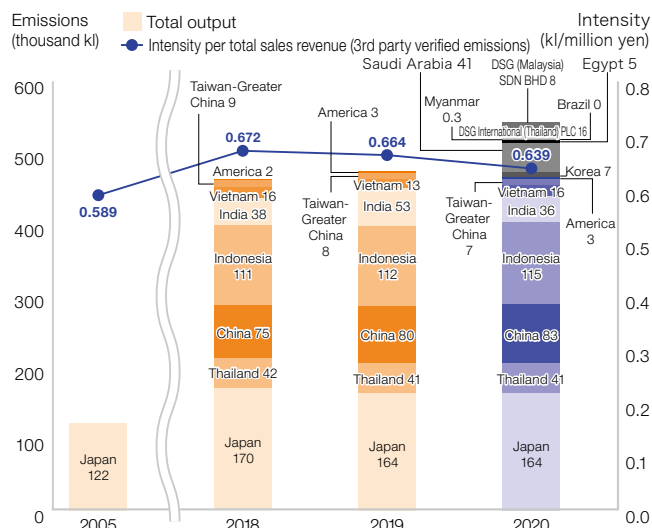 Emissions
(thousand kl)
Total output
Intensity per total sales revenue (3rd party verified emissions)
Intensity
(kl/million yen)
600
500
400
300
200
100
0
0.8
0.7
0.6
0.5
0.4
0.3
0.2
0.1
0.0
0.589
Japan
122
2005
Taiwan-Greater
China 9
0.672
America 2
Vietnam 16
India 38
Indonesia
111
China 75
Thailand 42
Japan
170
2018
America 3
0.664
Vietnam 13
Taiwan-
Greater
China
8
India 53
Indonesia
112
China 80
Thailand 41
Japan
164
2019
Saudi Arabia 41
DSG (Malaysia)
SDN BHD 8
Egypt 5
Myanmar
0.3
Brazil 0
DSG International (Thailand) PLC 16
0.639
Korea 7
Vietnam 16
Taiwan-
Greater
China
7
America
3
India 36
Indonesia
115
China 83
Thailand 41
Japan
164
2020